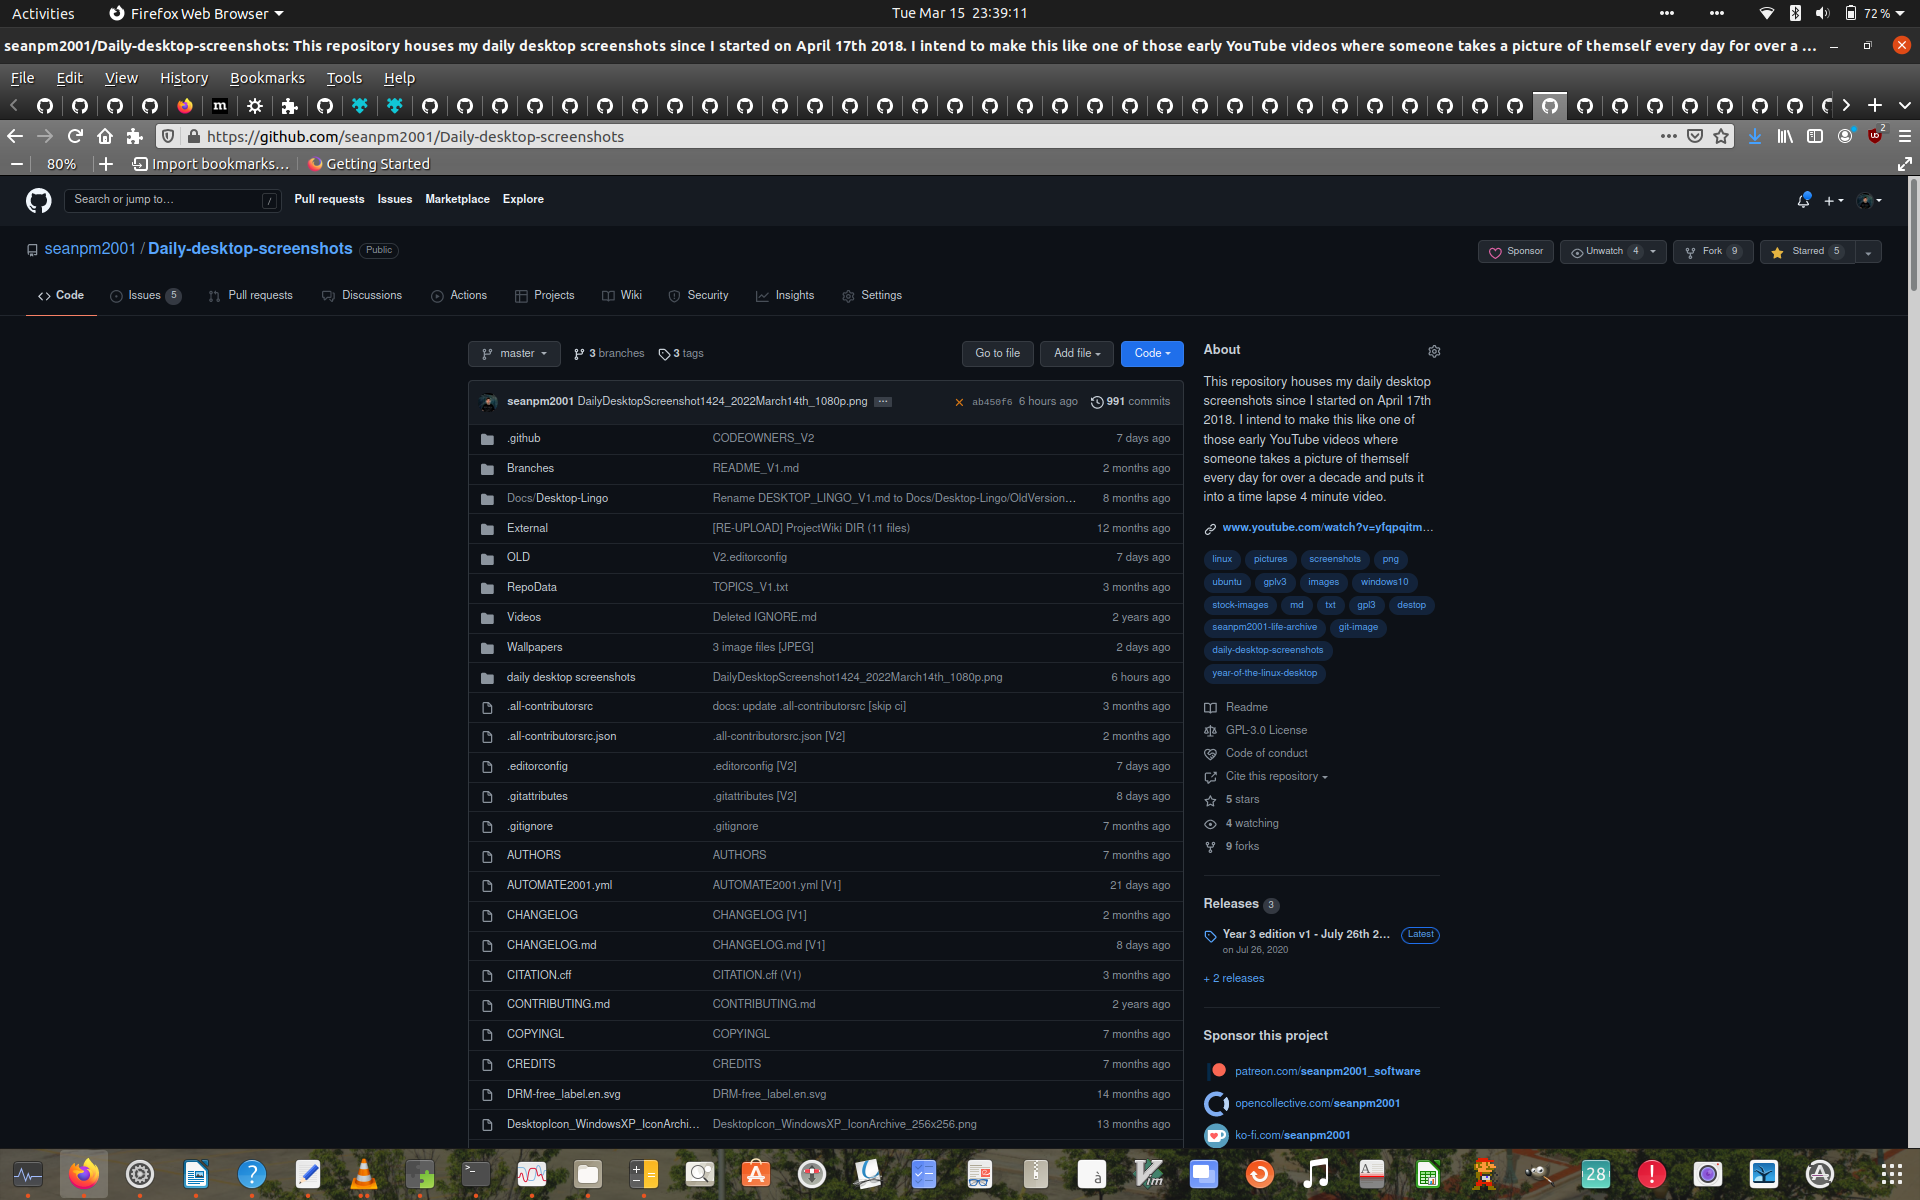 Activities
Firefox Web Browser
Tue Mar 15  23:39:11
72 %
seanpm2001/Daily-desktop-screenshots: This repository houses my daily desktop screenshots since I started on April 17th 2018. I intend to make this like one of those early YouTube videos where someone takes a picture of themself every day for over a ...
File Edit View History Bookmarks Tools Help
https://github.com/seanpm2001/Daily-desktop-screenshots
2
80%
Import bookmarks...
Getting Started
Search or jump to...
/
Pull requests Issues Marketplace Explore
seanpm2001 / Daily-desktop-screenshots Public
Sponsor
Unwatch 4
Fork 9
Starred 5
Code
Issues 5
Pull requests
Discussions
Actions
Projects
Wiki
Security
Insights
Settings
master
3 branches
3 tags
Go to file
Add file
Code
seanpm2001 DailyDesktopScreenshot1424_2022March14th_1080p.png ...
ab450f6 6 hours ago
991 commits
.github CODEOWNERS_V2 7 days ago
Branches README_V1.md 2 months ago
Docs/Desktop-Lingo Rename DESKTOP_LINGO_V1.md to Docs/Desktop-Lingo/OldVersion... 8 months ago
External [RE-UPLOAD] ProjectWiki DIR (11 files) 12 months ago
OLD V2.editorconfig 7 days ago
RepoData TOPICS_V1.txt 3 months ago
Videos Deleted IGNORE.md 2 years ago
Wallpapers 3 image files [JPEG] 2 days ago
daily desktop screenshots DailyDesktopScreenshot1424_2022March14th_1080p.png 6 hours ago
.all-contributorsrc docs: update .all-contributorsrc [skip ci] 3 months ago
.all-contributorsrc.json .all-contributorsrc.json [V2] 2 months ago
.editorconfig .editorconfig [V2] 7 days ago
.gitattributes .gitattributes [V2] 8 days ago
.gitignore .gitignore 7 months ago
AUTHORS AUTHORS 7 months ago
AUTOMATE2001.yml AUTOMATE2001.yml [V1] 21 days ago
CHANGELOG CHANGELOG [V1] 2 months ago
CHANGELOG.md CHANGELOG.md [V1] 8 days ago
CITATION.cff CITATION.cff (V1) 3 months ago
CONTRIBUTING.md CONTRIBUTING.md 2 years ago
COPYINGL COPYINGL 7 months ago
CREDITS CREDITS 7 months ago
DRM-free_label.en.svg DRM-free_label.en.svg 14 months ago
DesktopIcon_WindowsXP_IconArchi... DesktopIcon_WindowsXP_IconArchive_256x256.png 13 months ago
About
This repository houses my daily desktop
screenshots since I started on April 17th
2018. I intend to make this like one of
those early YouTube videos where
someone takes a picture of themself
every day for over a decade and puts it
into a time lapse 4 minute video.
www.youtube.com/watch?v=yfqpqitm...
linux pictures screenshots png
ubuntu gplv3 images windows10
stock-images md txt gpl3 destop
seanpm2001-life-archive git-image
daily-desktop-screenshots
year-of-the-linux-desktop
Readme
GPL-3.0 License
Code of conduct
Cite this repository
5 stars
4 watching
9 forks
Releases 3
Year 3 edition v1 - July 26th 2... Latest
on Jul 26, 2020
+ 2 releases
Sponsor this project
patreon.com/seanpm2001_software
opencollective.com/seanpm2001
ko-fi.com/seanpm2001
28